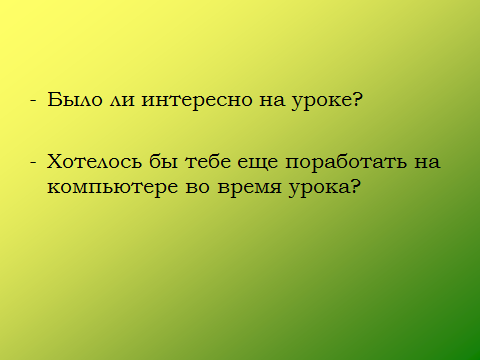 - Было ли интересно на уроке?
- Хотелось бы тебе еще поработать на
компьютере во время урока?